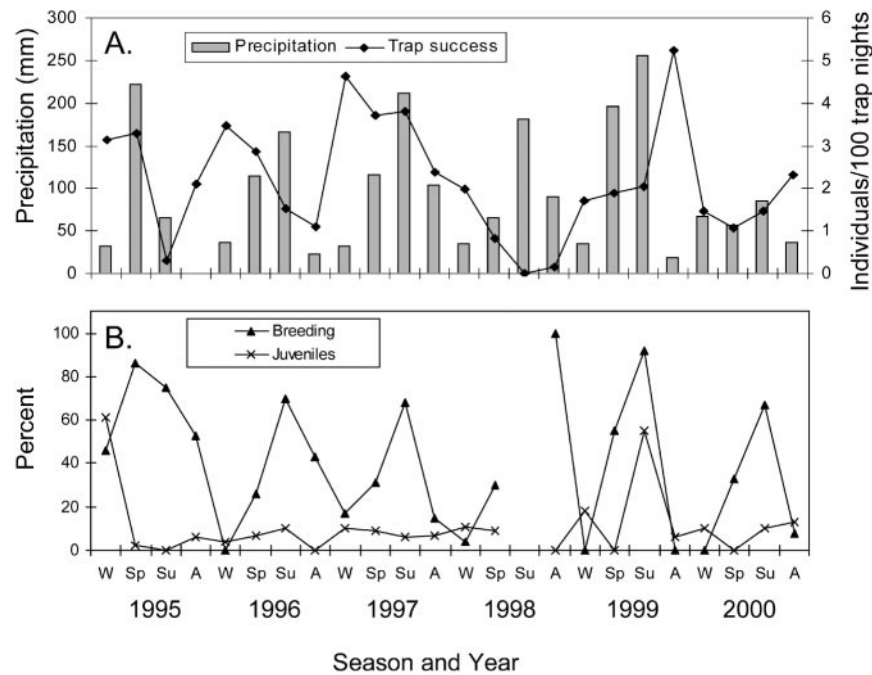 A.
Precipitation
Trap success
Precipitation (mm)
300
250
200
150
100
50
0
Individuals/100 trap nights
6
5
4
3
2
1
0
B.
Breeding
Juveniles
Percent
100
80
60
40
20
0
W Sp Su A W Sp Su A W Sp Su A W Sp Su A W Sp Su A W Sp Su A
1995 1996 1997 1998 1999 2000
Season and Year